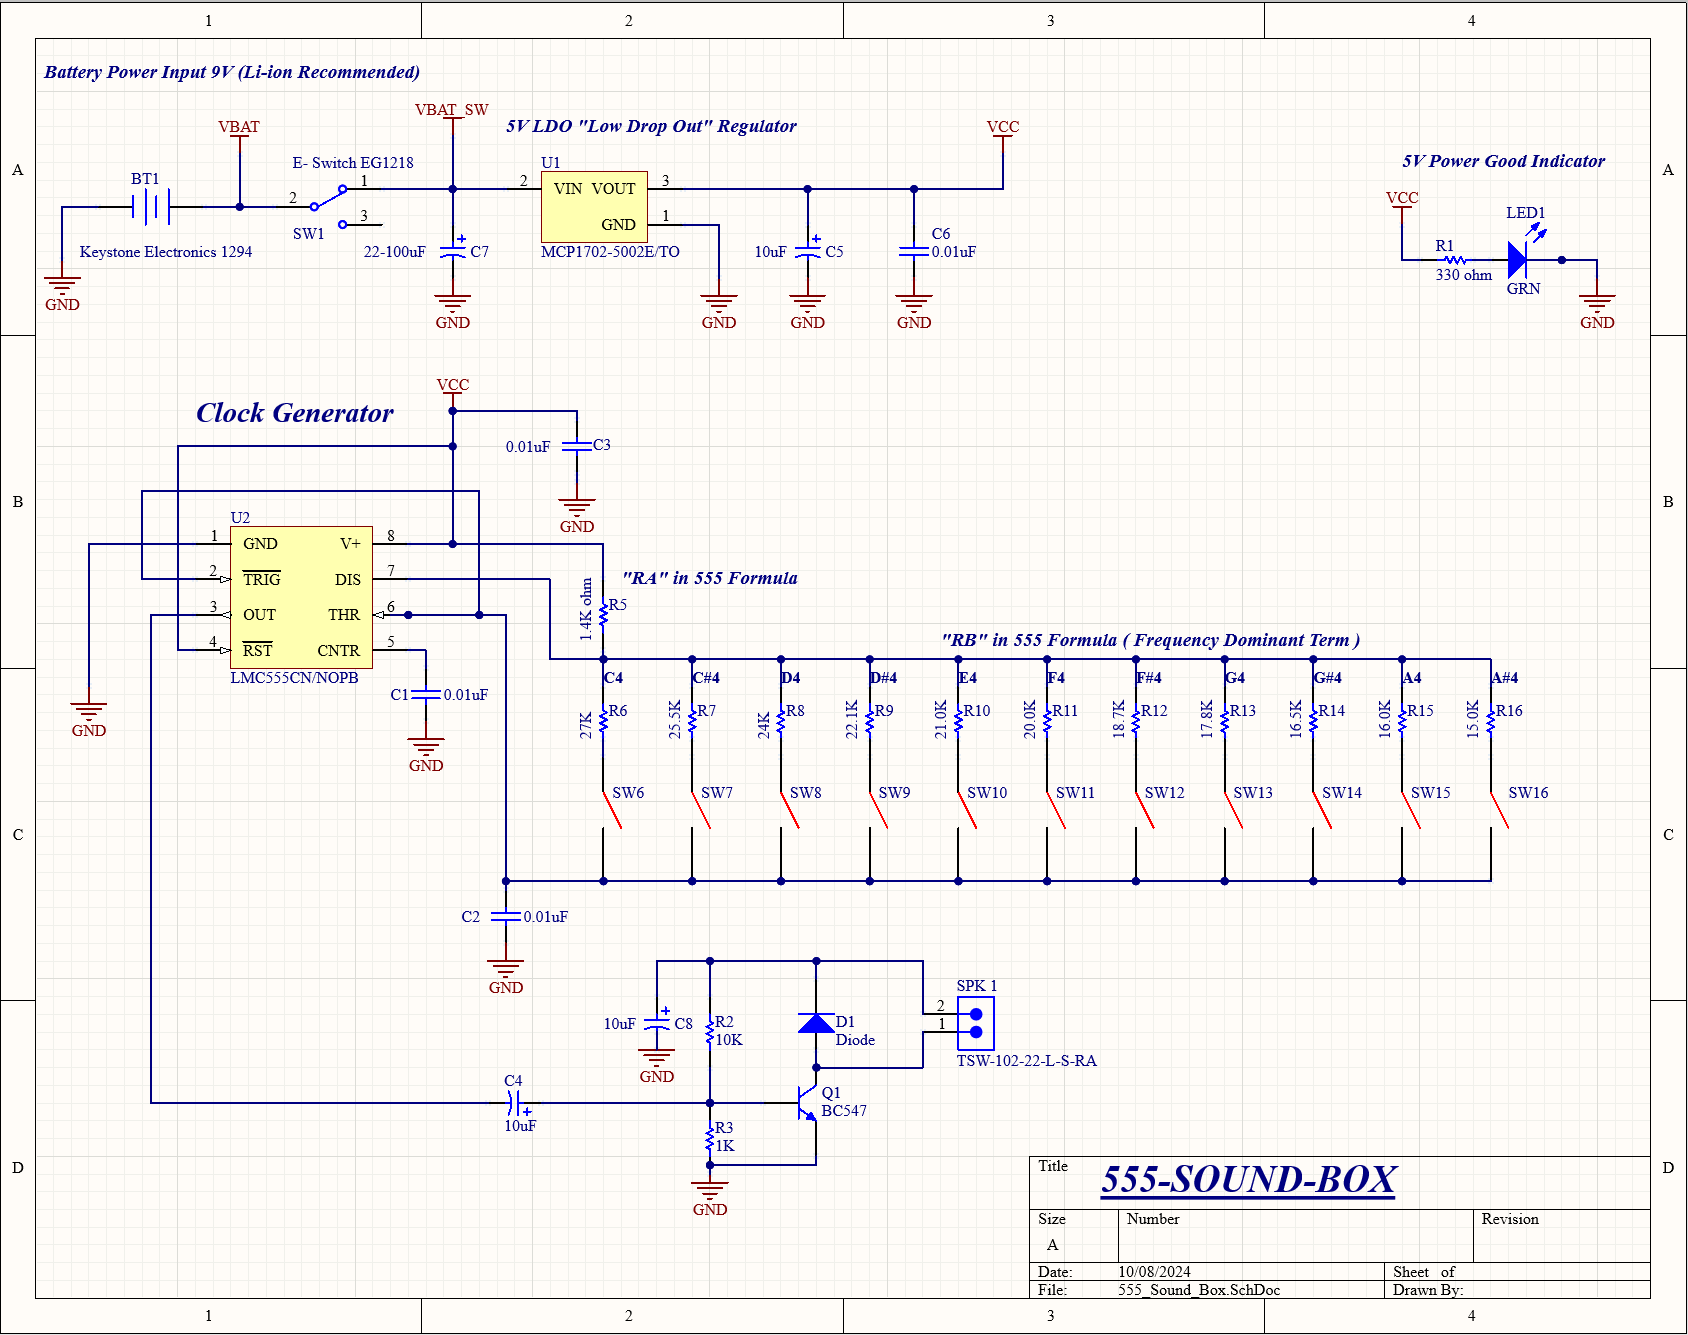 1 2 3 4
Battery Power Input 9V (Li-ion Recommended)
VBAT_SW
VBAT
5V LDO "Low Drop Out" Regulator
VCC
A
A
E- Switch EG1218
U1
5V Power Good Indicator
BT1
1
2
VIN VOUT
3
2
VCC
3
GND
1
LED1
SW1
C6
R1
Keystone Electronics 1294
22-100uF
C7
MCP1702-5002E/TO
10uF
C5
0.01uF
330 ohm
GRN
GND
GND
GND
GND
GND
GND
VCC
Clock Generator
0.01uF
C3
B
B
U2
GND
1
GND
V+
8
2
TRIG
DIS
7
"RA" in 555 Formula
3
OUT
THR
6
1.4K ohm
R5
4
RST
CNTR
5
"RB" in 555 Formula ( Frequency Dominant Term )
LMC555CN/NOPB
C4 C#4 D4 D#4 E4 F4 F#4 G4 G#4 A4 A#4
C1
0.01uF
R6 R7 R8 R9 R10 R11 R12 R13 R14 R15 R16
27K 25.5K 24K 22.1K 21.0K 20.0K 18.7K 17.8K 16.5K 16.0K 15.0K
GND
GND
SW6 SW7 SW8 SW9 SW10 SW11 SW12 SW13 SW14 SW15 SW16
C
C
C2
0.01uF
GND
SPK 1
2
10uF
C8
R2
10K
D1
Diode
1
TSW-102-22-L-S-RA
GND
C4
10uF
Q1
BC547
R3
1K
D
D
GND
Title
555-SOUND-BOX
Size
Number
Revision
A
Date:
10/08/2024
Sheet of
File:
555_Sound_Box.SchDoc
Drawn By:
1 2 3 4